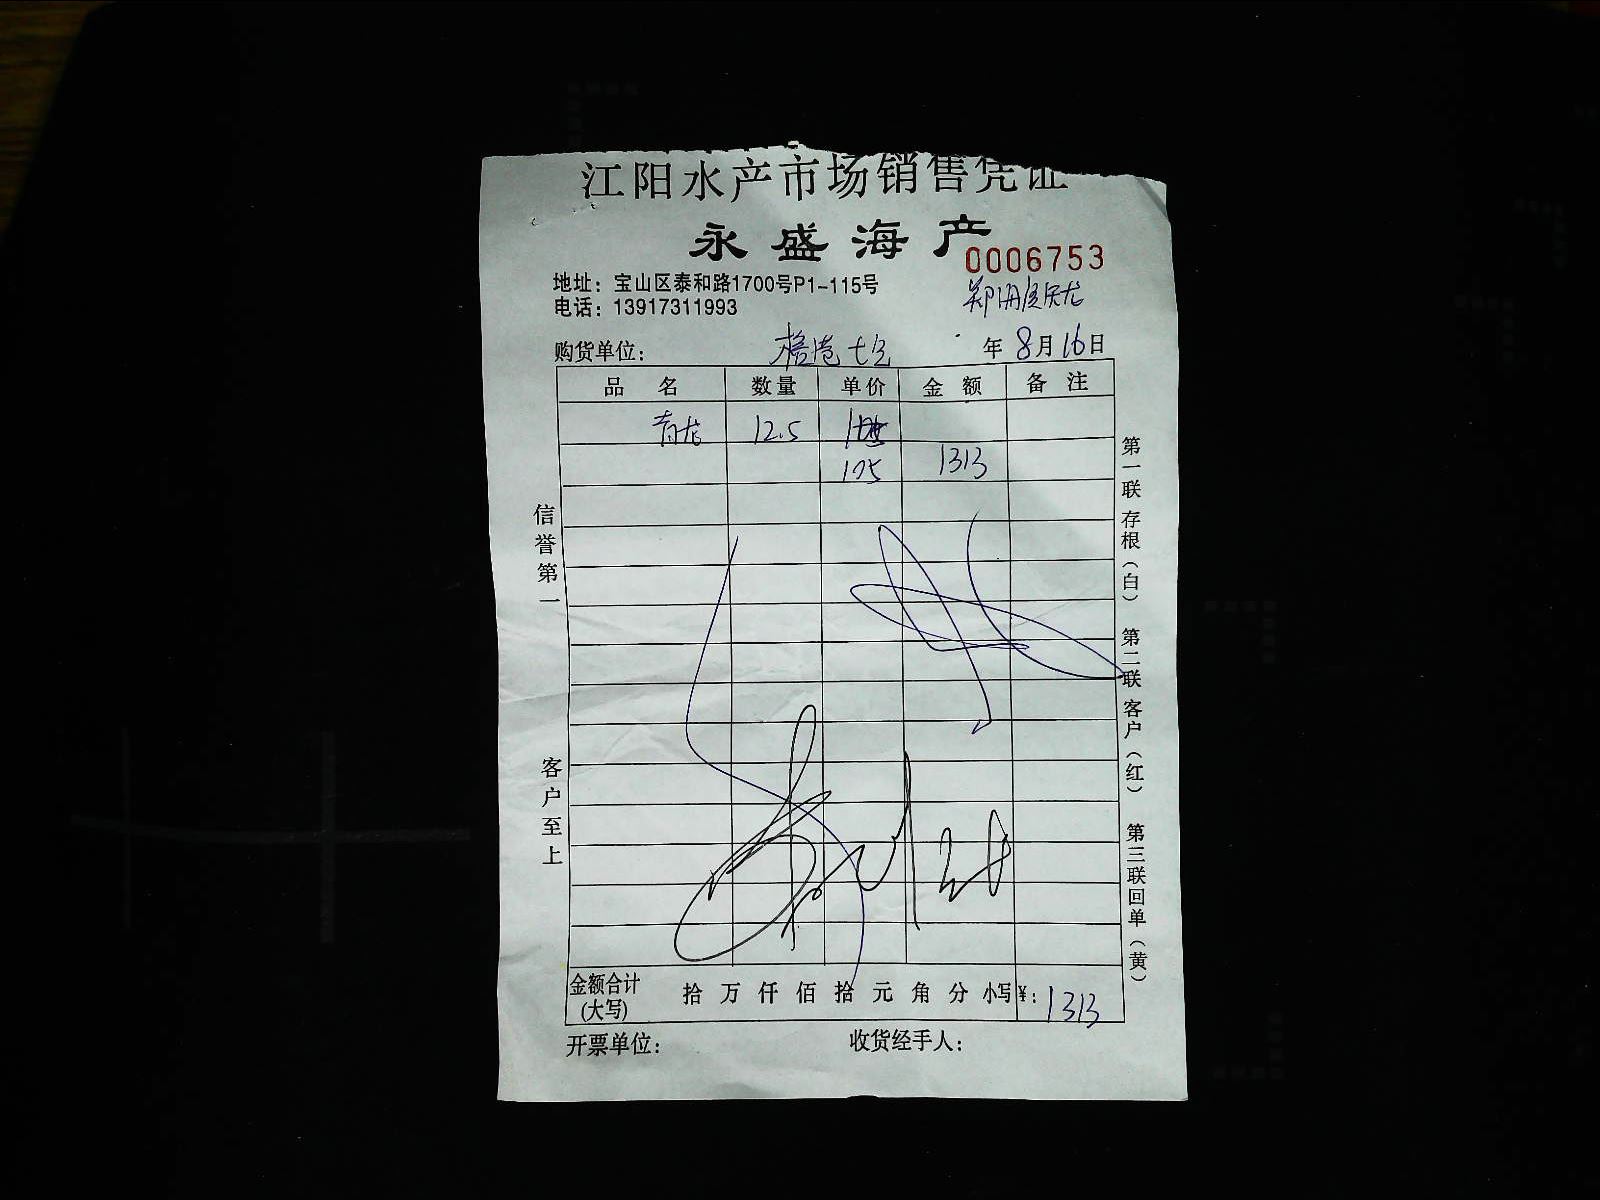 江阳水产市场销售凭证
永盛海产
0006753
地址：宝山区泰和路1700号P1-115号
电话：13917311993
购货单位： 年8月16日
品名 数量 单价 金额 备注
青龙 12.5
105 1313
信誉第一
客户至上
第一联存根（白） 第二联客户（红） 第三联回单（黄）
金额合计 拾 万 仟 佰 拾 元 角 分 小写¥：1313
(大写)
开票单位： 收货经手人：